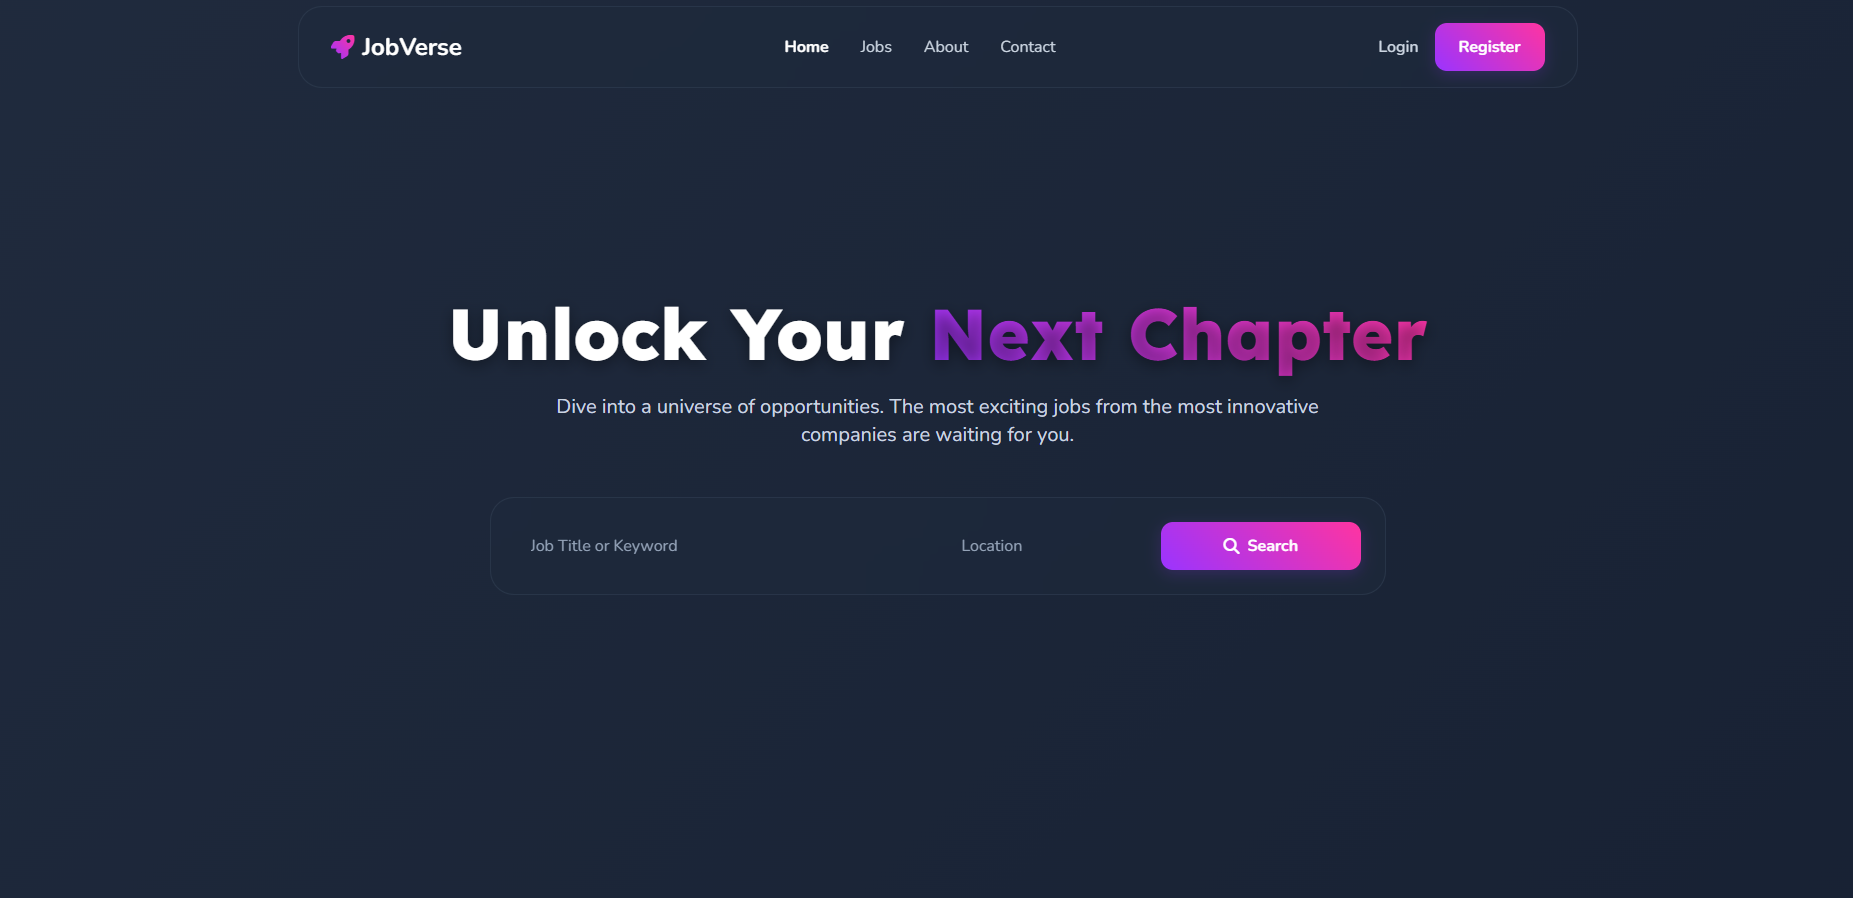 JobVerse
Home
Jobs
About
Contact
Login
Register
Unlock Your Next Chapter
Dive into a universe of opportunities. The most exciting jobs from the most innovative
companies are waiting for you.
Job Title or Keyword
Location
Search